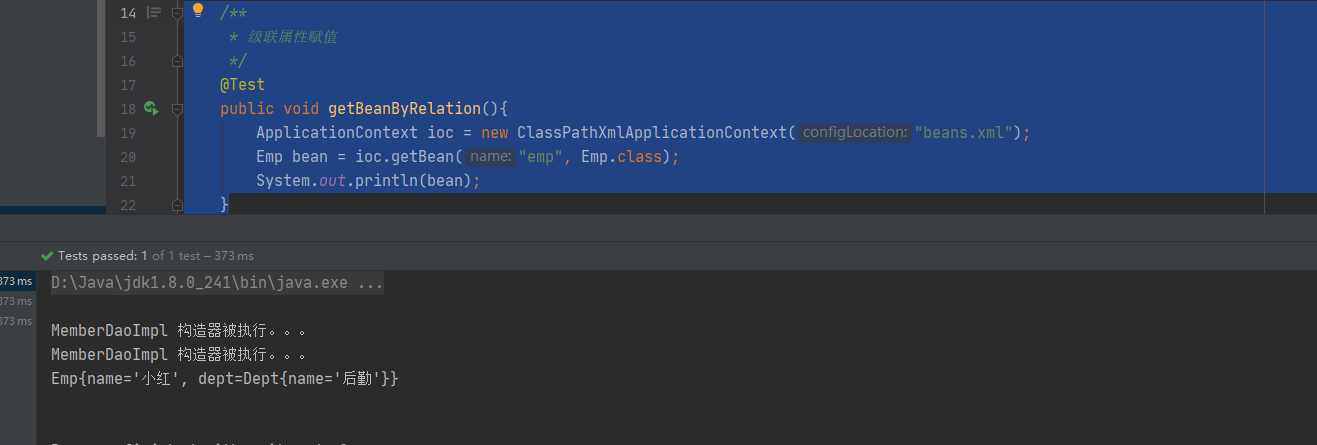 14 /**
15 * 级联属性赋值
16 */
17 @Test
18 public void getBeanByRelation(){
19 ApplicationContext ioc = new ClassPathXmlApplicationContext( configLocation: "beans.xml");
20 Emp bean = ioc.getBean( name: "emp", Emp.class);
21 System.out.println(bean);
22 }
Tests passed: 1 of 1 test – 373 ms
373 ms D:\Java\jdk1.8.0_241\bin\java.exe ...
373 ms
373 ms
MemberDaoImpl 构造器被执行。。。
MemberDaoImpl 构造器被执行。。。
Emp{name='小红', dept=Dept{name='后勤'}}